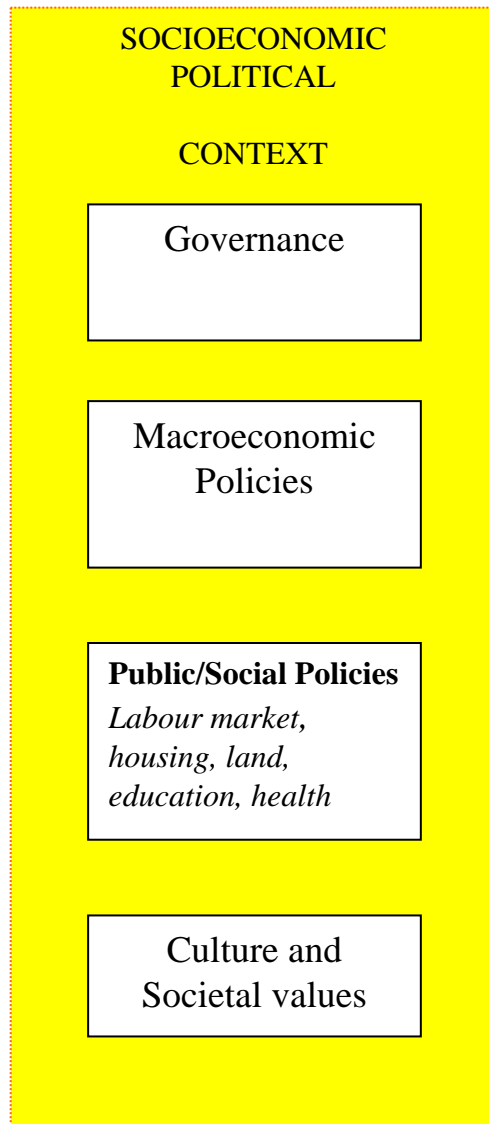 SOCIOECONOMIC
POLITICAL
CONTEXT
Governance
Macroeconomic
Policies
Public/Social Policies
Labour market,
housing, land,
education, health
Culture and
Societal values